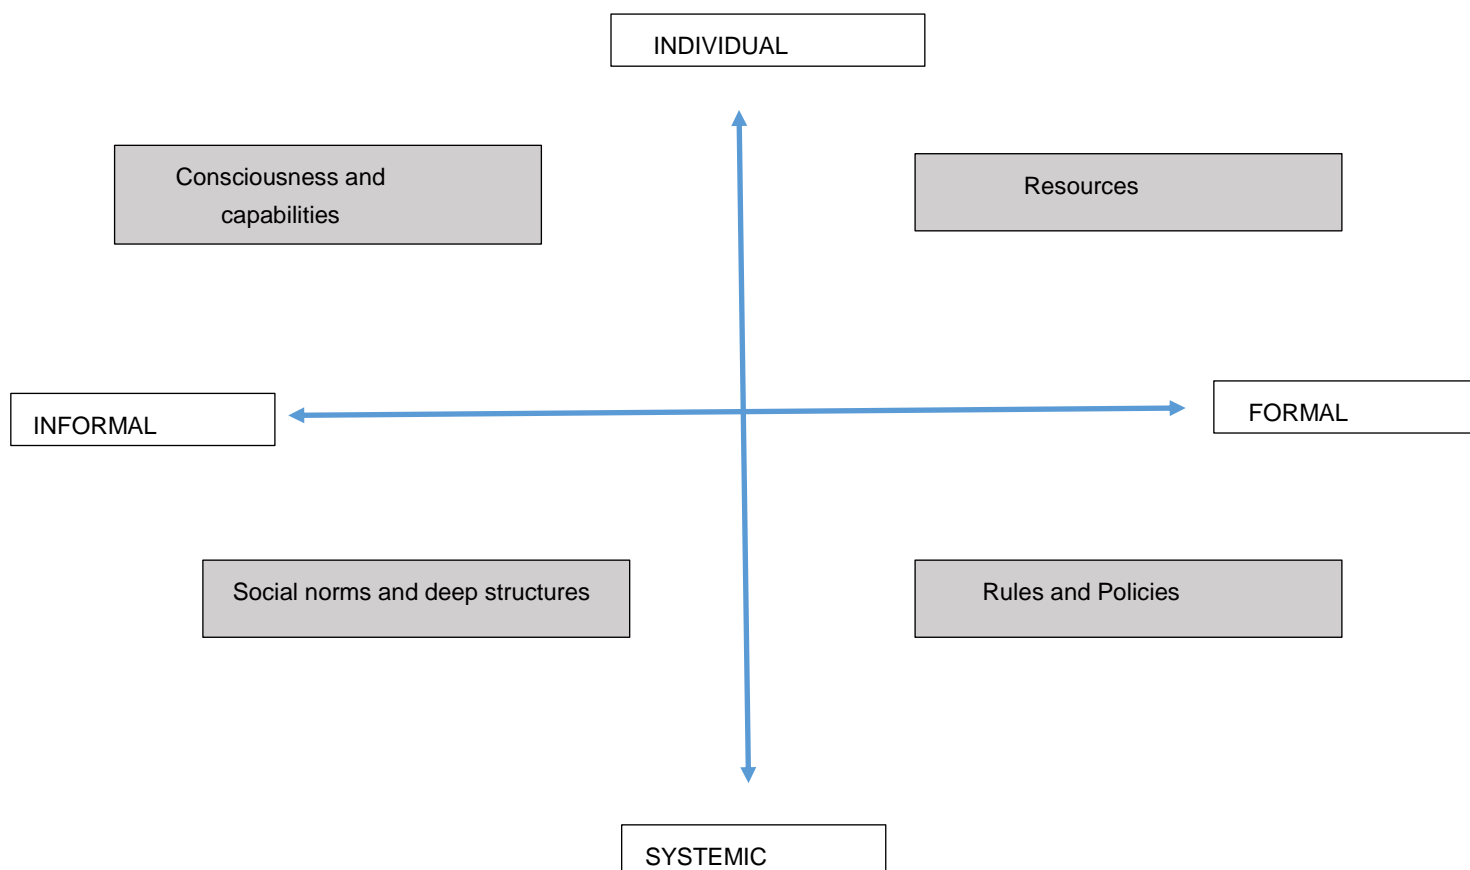 INDIVIDUAL
Consciousness and
capabilities
Resources
INFORMAL
FORMAL
Social norms and deep structures
Rules and Policies
SYSTEMIC